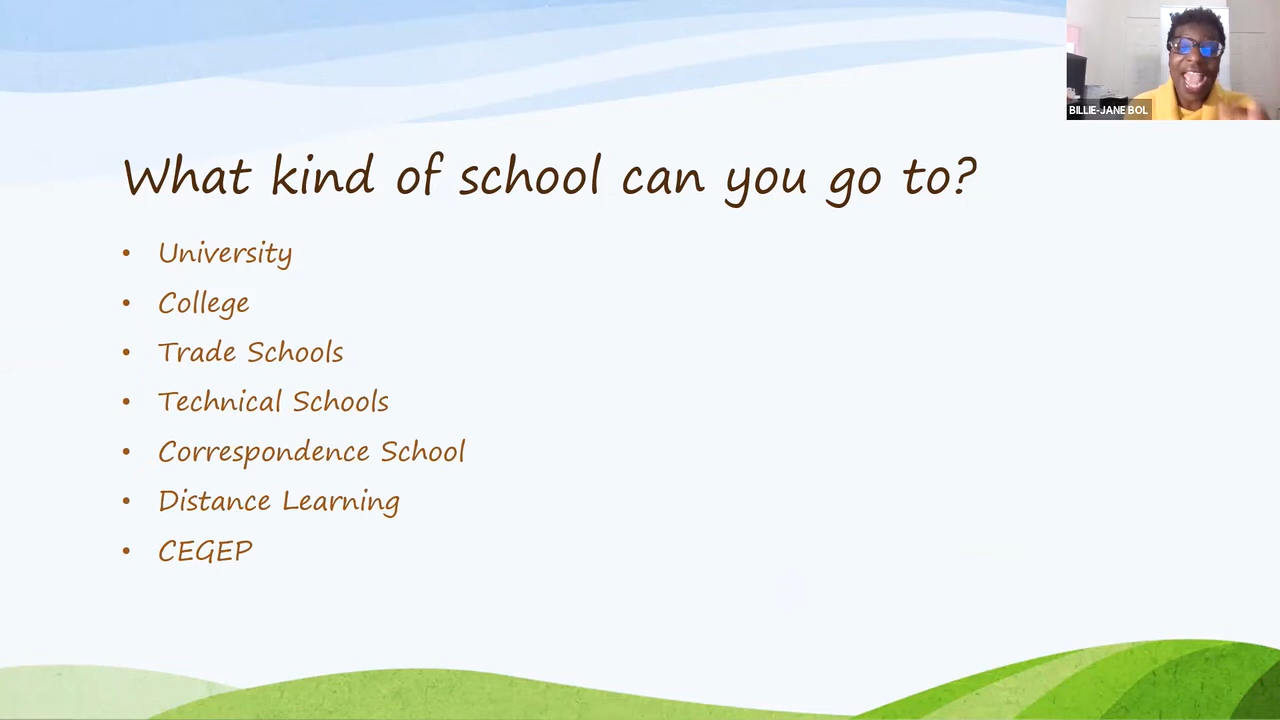 BILLIE-JANE BOL
What kind of school can you go to?
• University
• College
• Trade Schools
• Technical Schools
• Correspondence School
• Distance Learning
• CEGEP